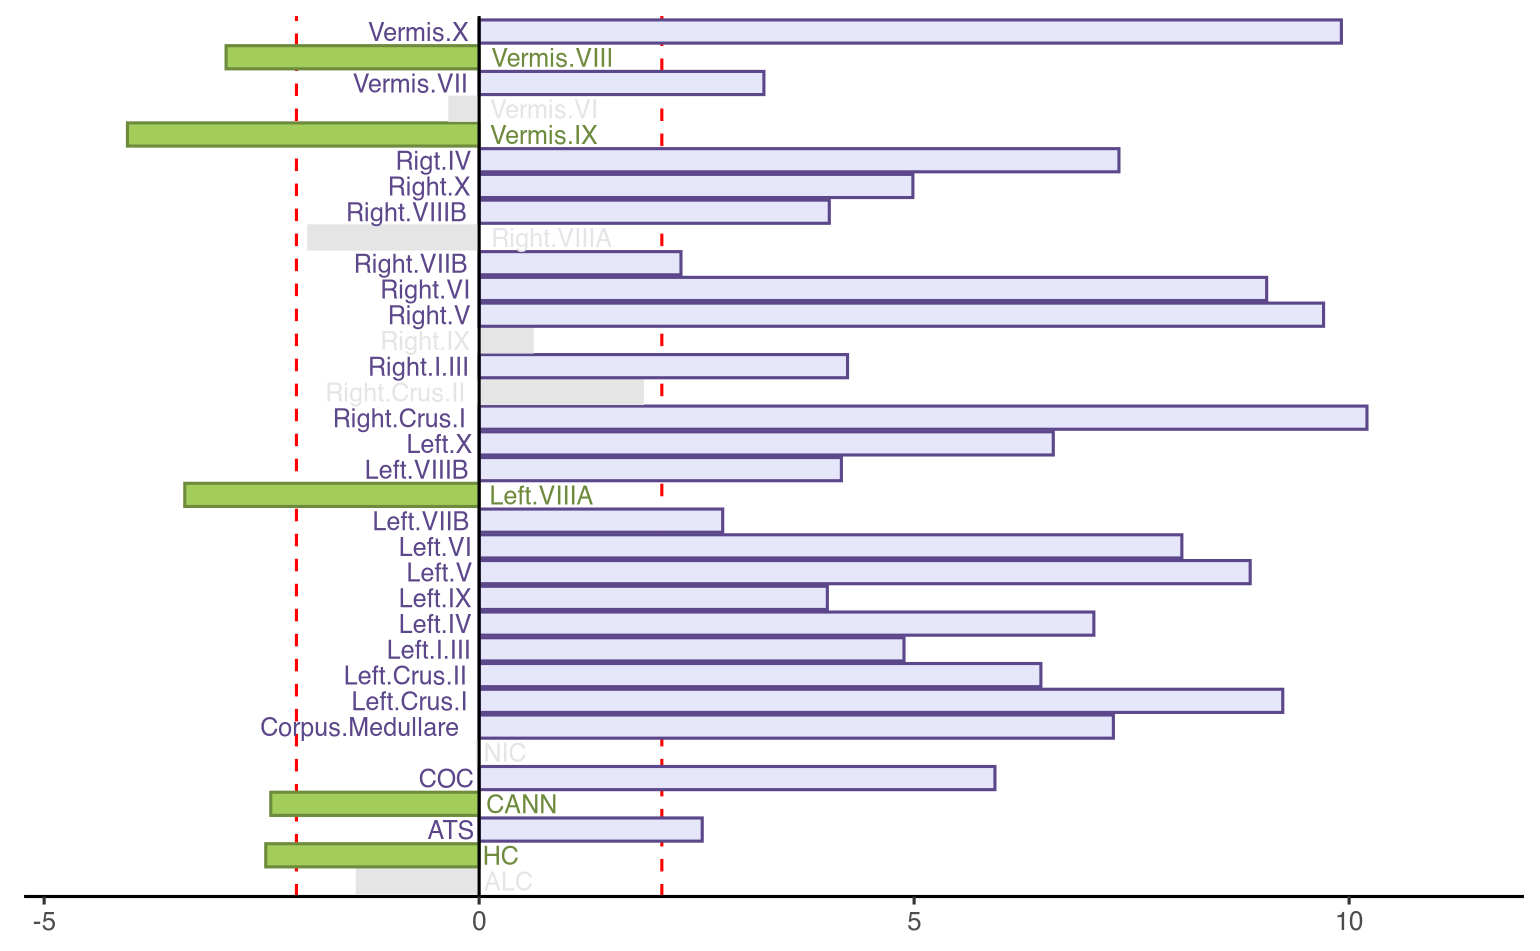 Vermis.X
Vermis.VIII
Vermis.VII
Vermis.VI
Vermis.IX
Rigt.IV
Right.X
Right.VIIIB
Right.VIIIA
Right.VIIB
Right.VI
Right.V
Right.IX
Right.I.III
Right.Crus.II
Right.Crus.I
Left.X
Left.VIIIB
Left.VIIIA
Left.VIIB
Left.VI
Left.V
Left.IX
Left.IV
Left.I.III
Left.Crus.II
Left.Crus.I
Corpus.Medullare
NIC
COC
CANN
ATS
HC
ALC
-5 0 5 10